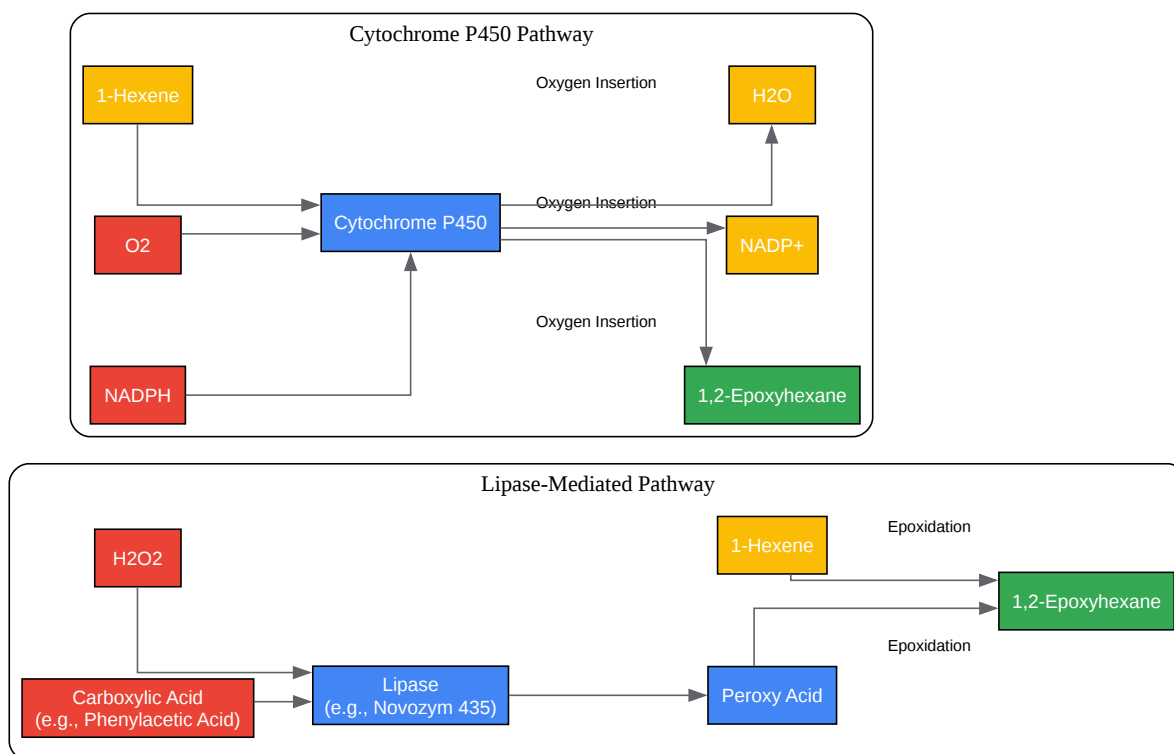 Cytochrome P450 Pathway
1-Hexene
Oxygen Insertion
H2O
O2
Cytochrome P450
Oxygen Insertion
NADP+
Oxygen Insertion
NADPH
1,2-Epoxyhexane
Lipase-Mediated Pathway
H2O2
1-Hexene
Epoxidation
1,2-Epoxyhexane
Epoxidation
Carboxylic Acid
(e.g., Phenylacetic Acid)
Lipase
(e.g., Novozym 435)
Peroxy Acid